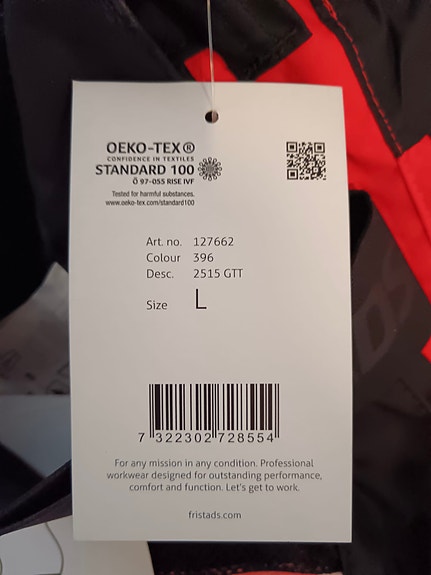 OEKO-TEX®
CONFIDENCE IN TEXTILES
STANDARD 100
Ö 97-055 RISE IVF
Tested for harmful substances.
www.oeko-tex.com/standard100
Art. no. 127662
Colour 396
Desc. 2515 GTT
Size L
7 322302 728554
For any mission in any condition. Professional
workwear designed for outstanding performance,
comfort and function. Let's get to work.
fristads.com